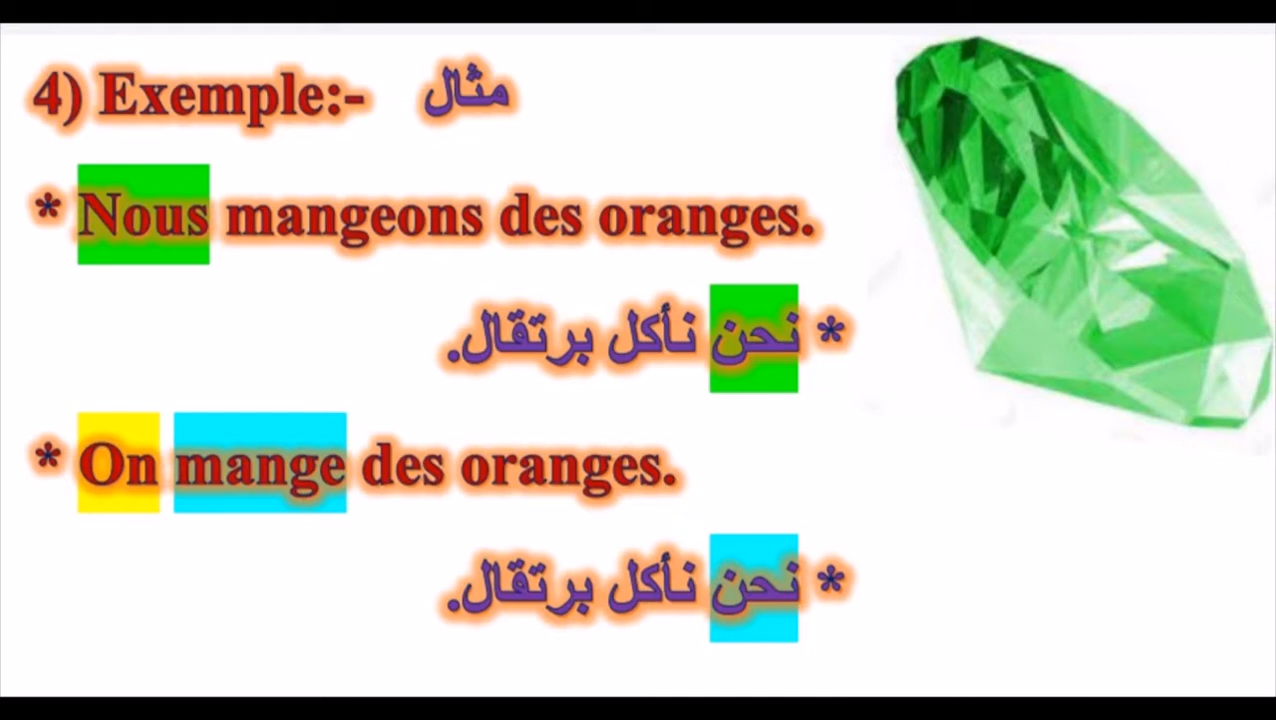 4) Exemple:- مثال
* Nous mangeons des oranges.
* نحن نأكل برتقال.
* On mange des oranges.
* نحن نأكل برتقال.